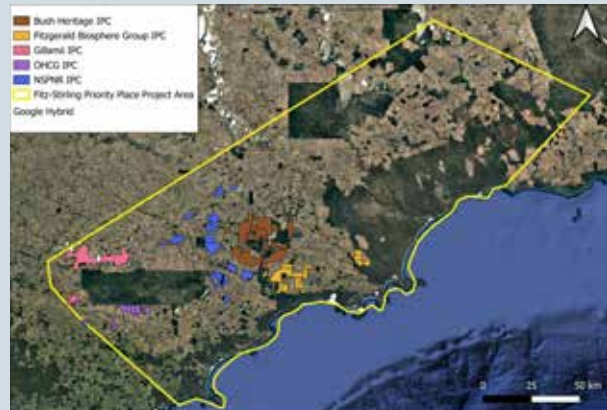 Bush Heritage IPC
Fitzgerald Biosphere Group IPC
Gillamii IPC
OHCG IPC
NSPNR IPC
Fitz-Stirling Priority Place Project Area
Google Hybrid
0 25 50 km